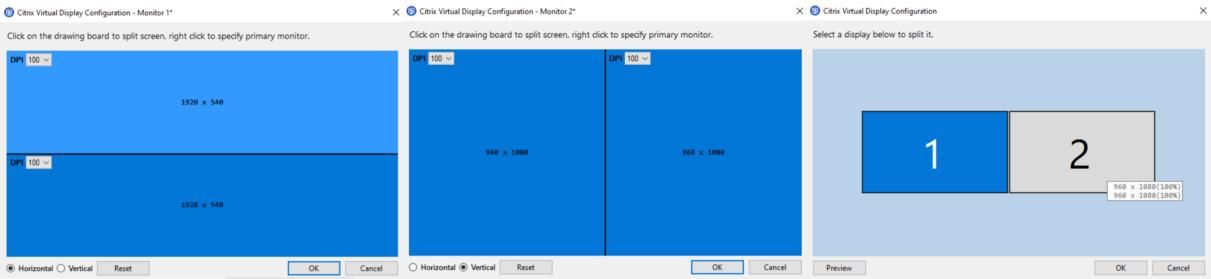 Citrix Virtual Display Configuration - Monitor 1*
Click on the drawing board to split screen, right click to specify primary monitor.
DPI 100
1920 x 540
DPI 100
1920 x 540
Horizontal Vertical Reset OK Cancel
Citrix Virtual Display Configuration - Monitor 2*
Click on the drawing board to split screen, right click to specify primary monitor.
DPI 100 DPI 100
960 x 1080 960 x 1080
Horizontal Vertical Reset OK Cancel
Citrix Virtual Display Configuration
Select a display below to split it.
1 2
960 x 1080(100%)
960 x 1080(100%)
Preview OK Cancel